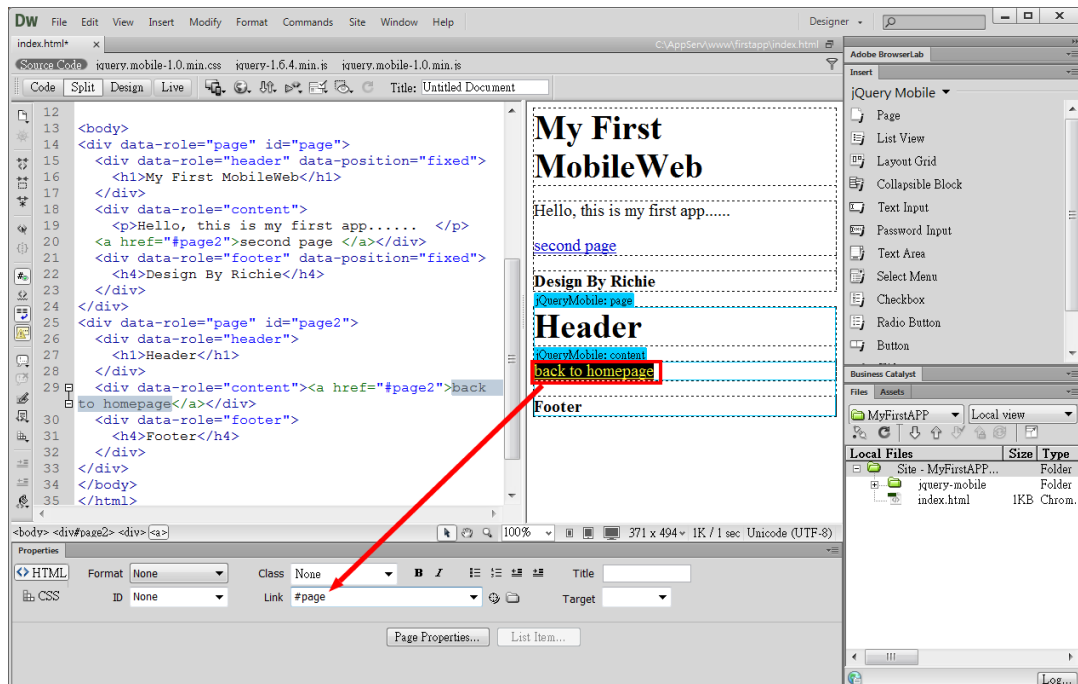 DW File Edit View Insert Modify Format Commands Site Window Help Designer
index.html* × C:\AppServ\www\firstapp\index.html
Source Code jquery.mobile-1.0.min.css jquery-1.6.4.min.js jquery.mobile-1.0.min.js
Code Split Design Live Title: Untitled Document
12
13 <body>
14 <div data-role="page" id="page">
15 <div data-role="header" data-position="fixed">
16 <h1>My First MobileWeb</h1>
17 </div>
18 <div data-role="content">
19 <p>Hello, this is my first app...... </p>
20 <a href="#page2">second page </a></div>
21 <div data-role="footer" data-position="fixed">
22 <h4>Design By Richie</h4>
23 </div>
24 </div>
25 <div data-role="page" id="page2">
26 <div data-role="header">
27 <h1>Header</h1>
28 </div>
29 <div data-role="content"><a href="#page2">back
to homepage</a></div>
30 <div data-role="footer">
31 <h4>Footer</h4>
32 </div>
33 </div>
34 </body>
35 </html>
My First
MobileWeb
Hello, this is my first app......
second page
Design By Richie
jQueryMobile: page
Header
jQueryMobile: content
back to homepage
Footer
<body> <div#page2> <div> <a> 100% 371 x 494 1K / 1 sec Unicode (UTF-8)
Properties
<> HTML Format None Class None B I Title
CSS ID None Link #page Target
Page Properties... List Item...
Adobe BrowserLab
Insert
jQuery Mobile
Page
List View
Layout Grid
Collapsible Block
Text Input
Password Input
Text Area
Select Menu
Checkbox
Radio Button
Button
Business Catalyst
Files Assets
MyFirstAPP Local view
Local Files Size Type
Site - MyFirstAPP... Folder
jquery-mobile Folder
index.html 1KB Chrom.
Log...